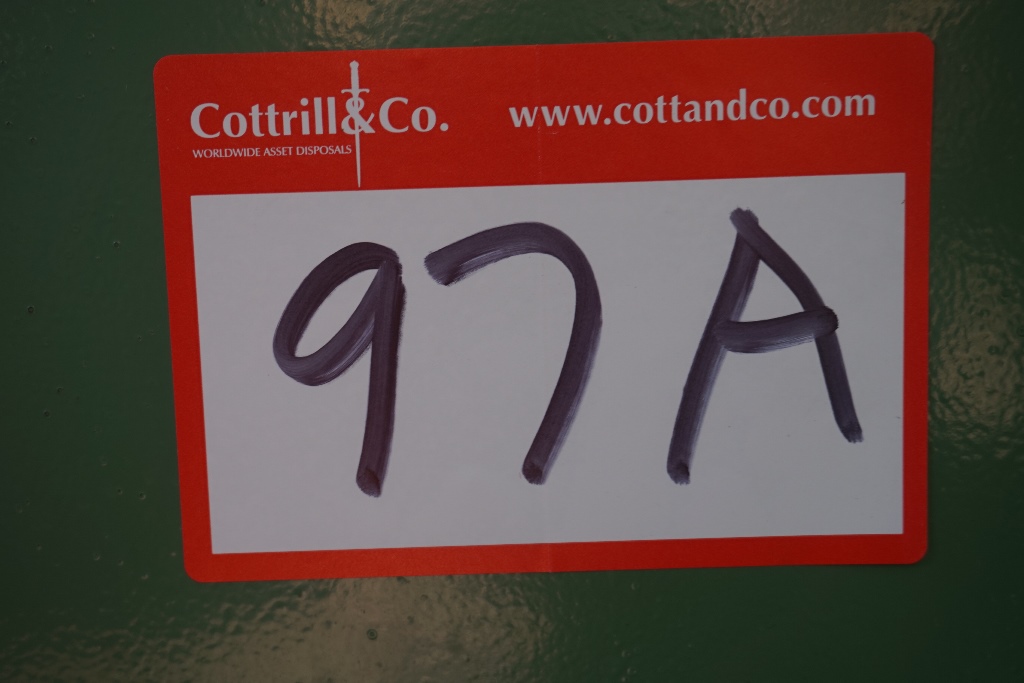 Cottrill&Co. www.cottandco.com
WORLDWIDE ASSET DISPOSALS
97A